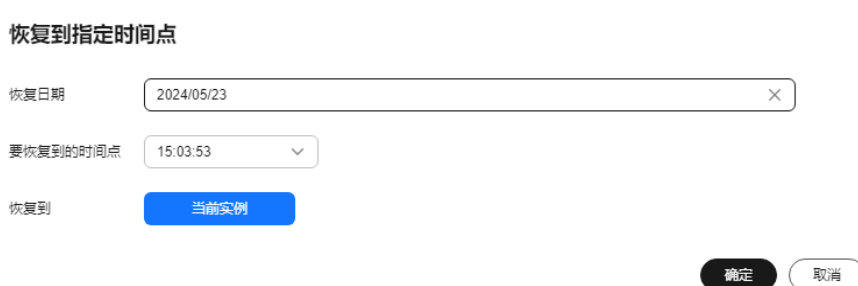 恢复到指定时间点
恢复日期 2024/05/23
要恢复到的时间点 15:03:53
恢复到 当前实例
确定 取消